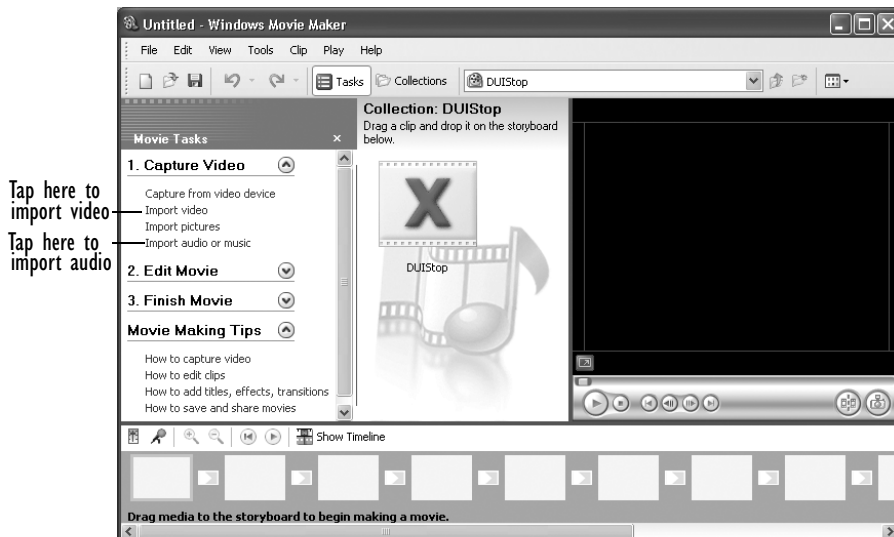 Untitled - Windows Movie Maker
File Edit View Tools Clip Play Help
Tasks Collections DUIStop
Movie Tasks ×
1. Capture Video
Capture from video device
Import video
Import pictures
Import audio or music
2. Edit Movie
3. Finish Movie
Movie Making Tips
How to capture video
How to edit clips
How to add titles, effects, transitions
How to save and share movies
Tap here to
import video
Tap here to
import audio
Collection: DUIStop
Drag a clip and drop it on the storyboard
below.
X
DUIStop
Show Timeline
Drag media to the storyboard to begin making a movie.